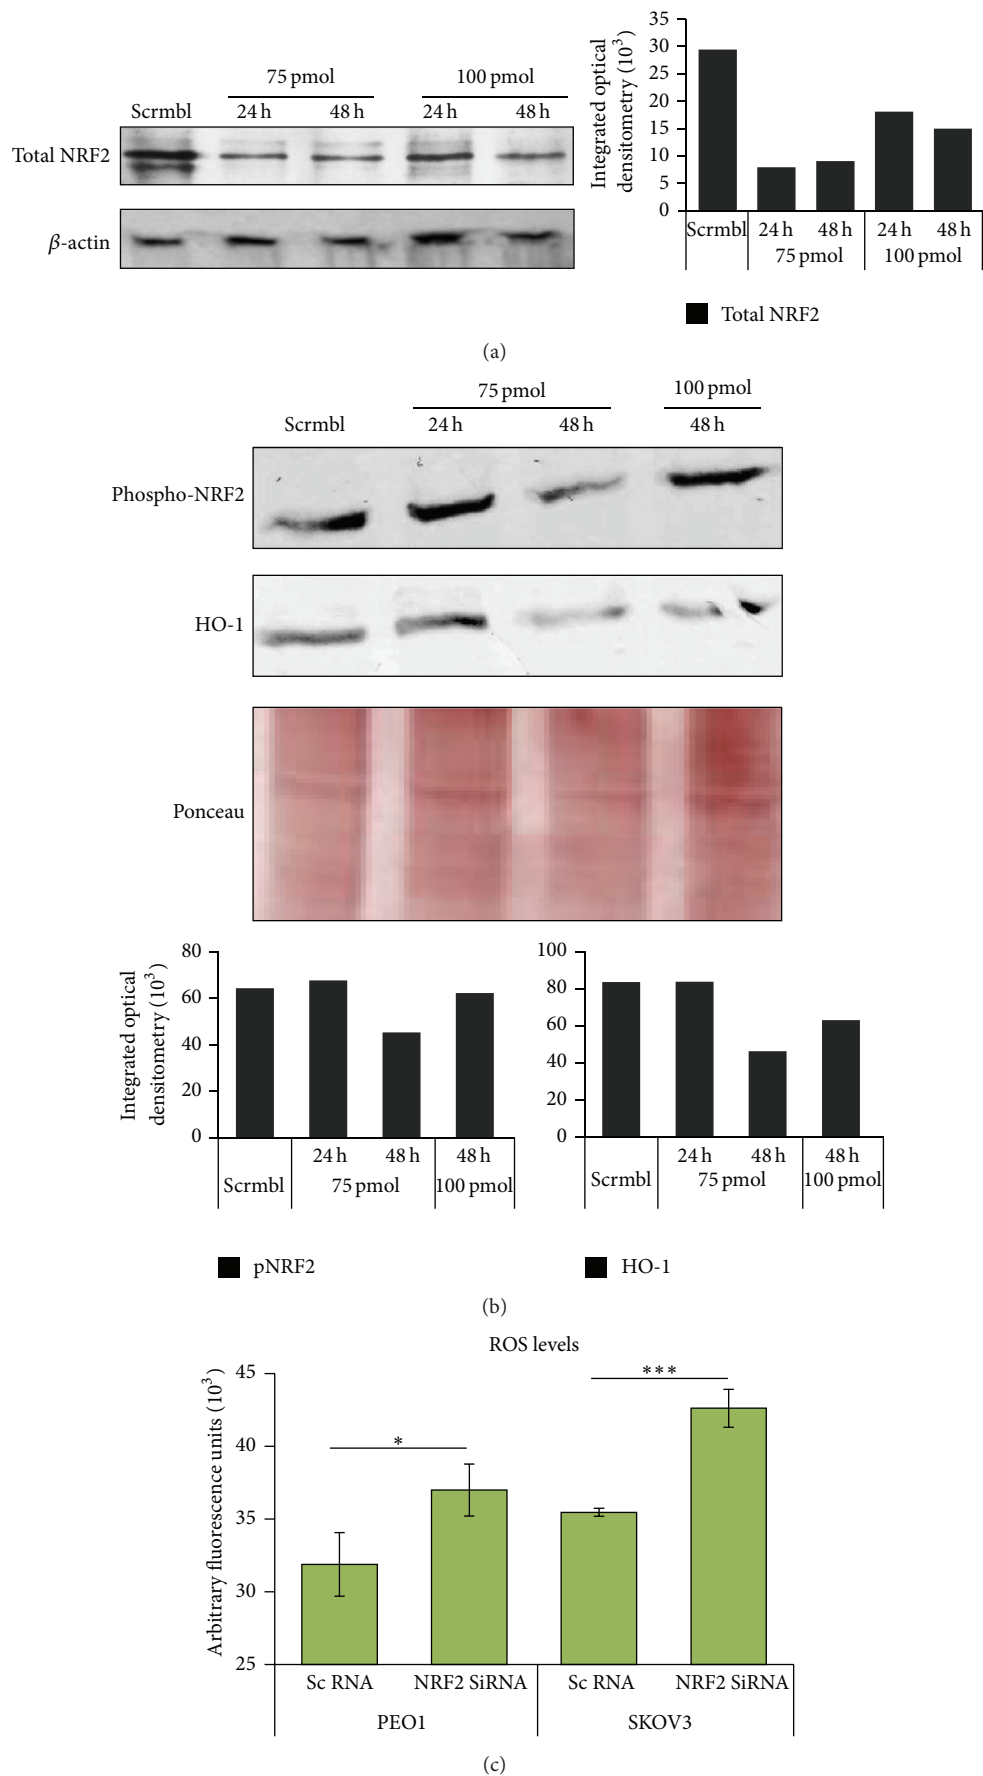 75 pmol 100 pmol
Scrmbl 24 h 48 h 24 h 48 h
Total NRF2
β-actin
Integrated optical
densitometry (10³)
35
30
25
20
15
10
5
0
Scrmbl 24 h 48 h 24 h 48 h
75 pmol 100 pmol
Total NRF2
(a)
75 pmol 100 pmol
Scrmbl 24 h 48 h 48 h
Phospho-NRF2
HO-1
Ponceau
Integrated optical
densitometry (10³)
80
60
40
20
0
24 h 48 h 48 h
Scrmbl 75 pmol 100 pmol
pNRF2
100
80
60
40
20
0
24 h 48 h 48 h
Scrmbl 75 pmol 100 pmol
HO-1
(b)
ROS levels
Arbitrary fluorescence units (10³)
45
40
35
30
25
*
***
Sc RNA NRF2 SiRNA Sc RNA NRF2 SiRNA
PEO1 SKOV3
(c)